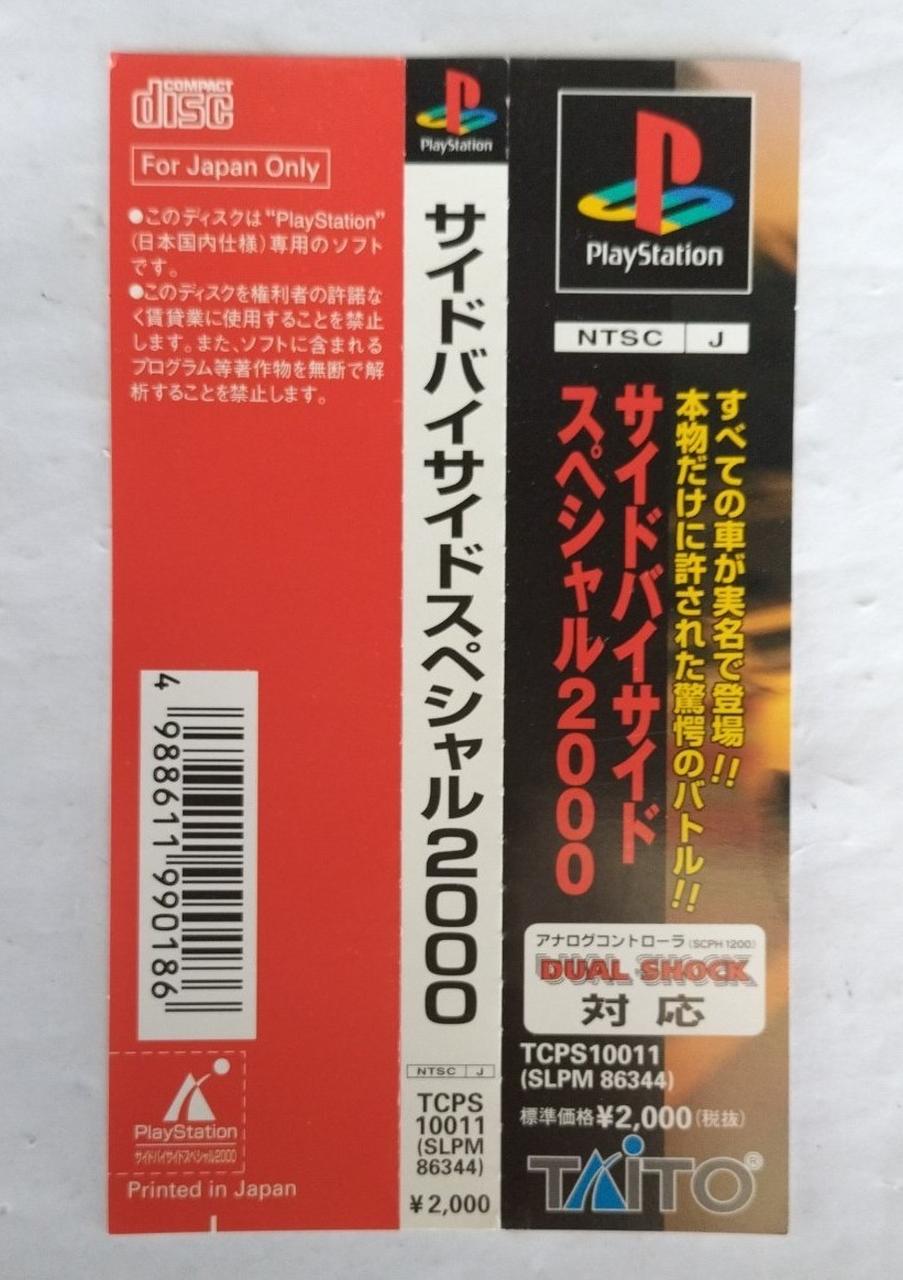 COMPACT
disc
For Japan Only
●このディスクは"PlayStation"
(日本国内仕様)専用のソフト
です。
●このディスクを権利者の許諾な
く賃貸業に使用することを禁止
します。また、ソフトに含まれる
プログラム等著作物を無断で解
析することを禁止します。
4 988611 990186
PlayStation
サイドバイサイドスペシャル2000
Printed in Japan
PlayStation
サイドバイサイドスペシャル2000
NTSC J
TCPS
10011
(SLPM
86344)
¥2,000
PlayStation
NTSC J
すべての車が実名で登場!!
本物だけに許された驚愕のバトル!!
サイドバイサイド
スペシャル2000
アナログコントローラ(SCPH 1200)
DUAL SHOCK
対応
TCPS10011
(SLPM 86344)
標準価格¥2,000(税抜)
TAITO®